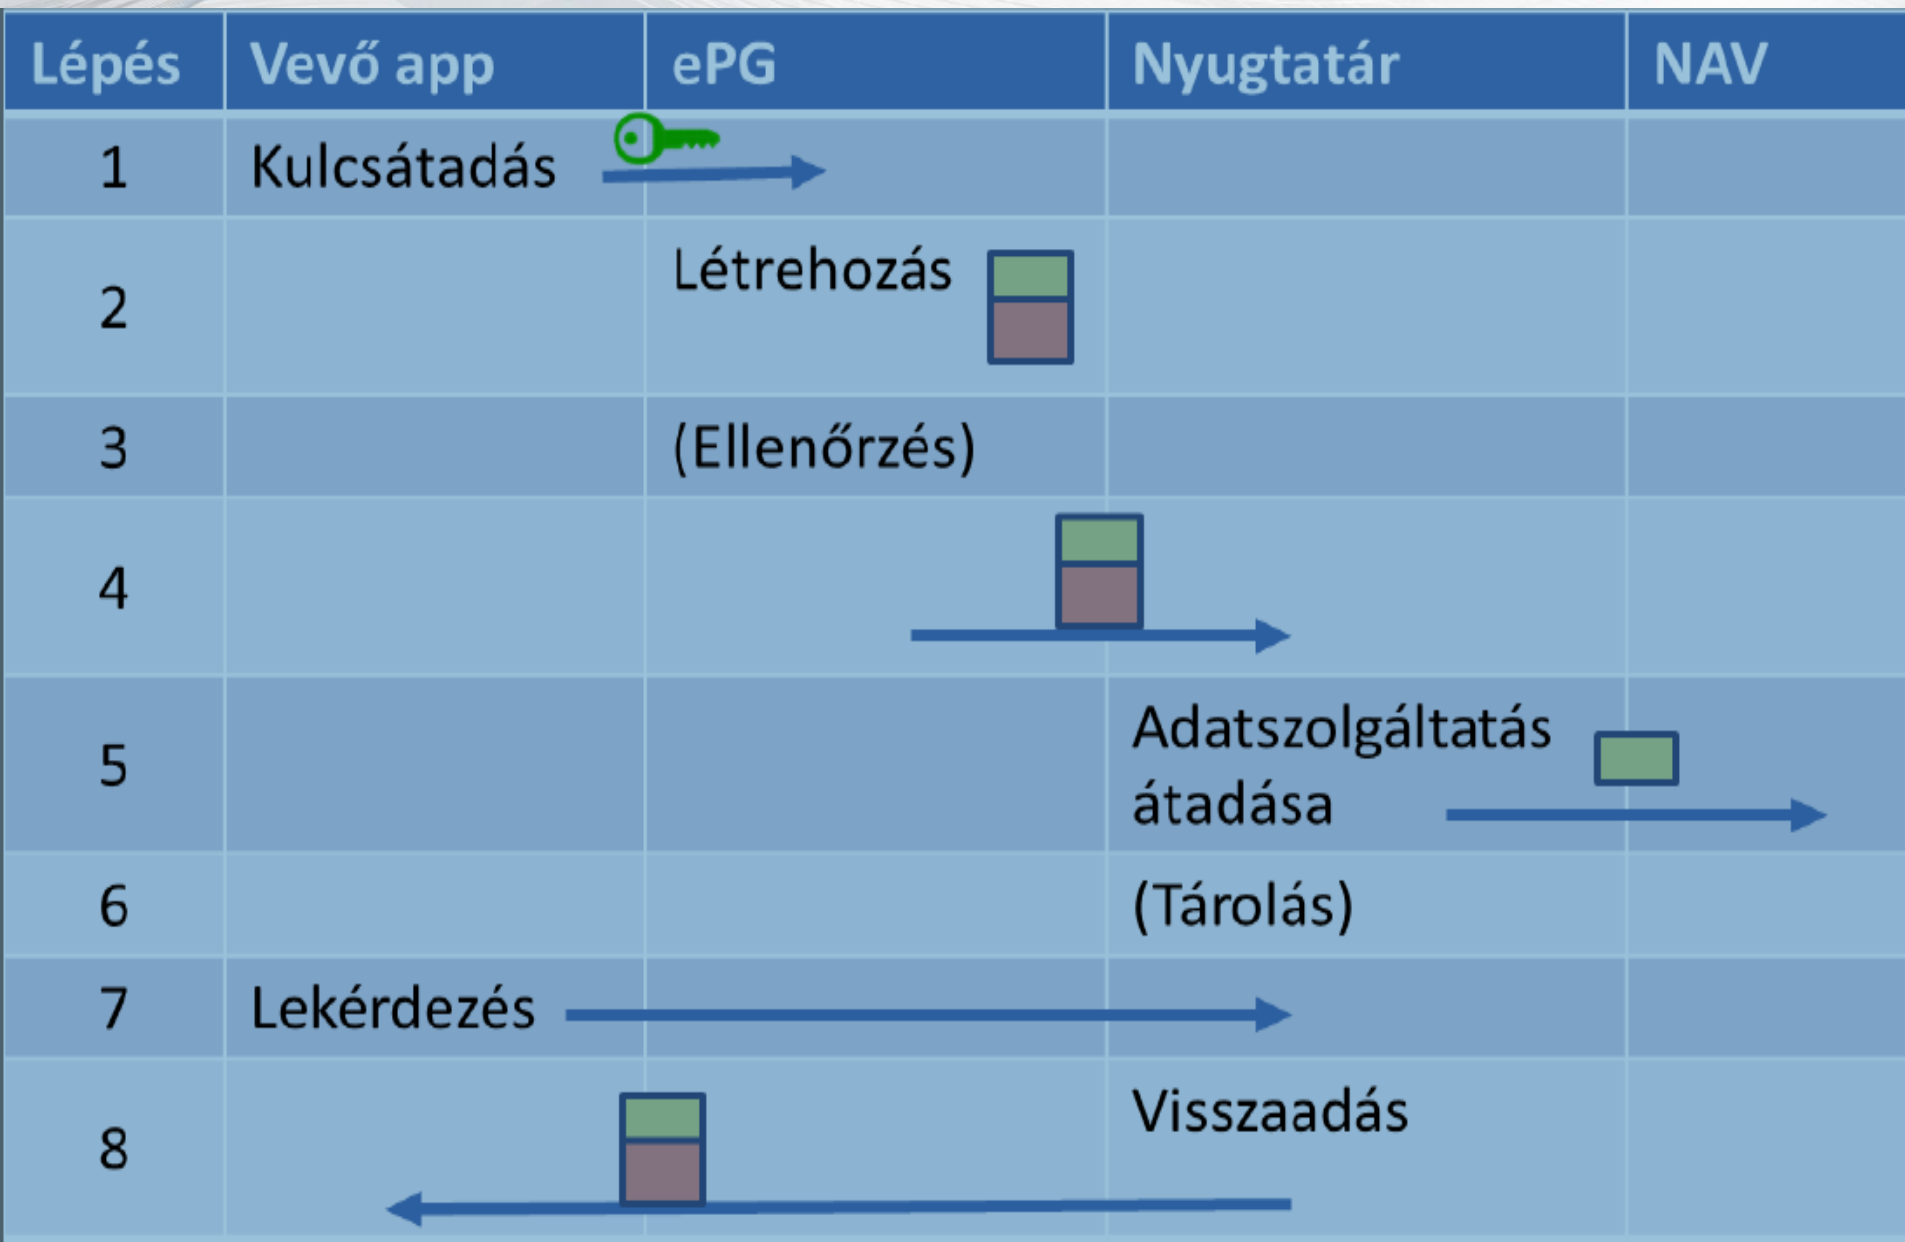 Lépés Vevő app ePG Nyugtatár NAV
1 Kulcsátadás
2 Létrehozás
3 (Ellenőrzés)
4
5 Adatszolgáltatás
átadása
6 (Tárolás)
7 Lekérdezés
8 Visszaadás